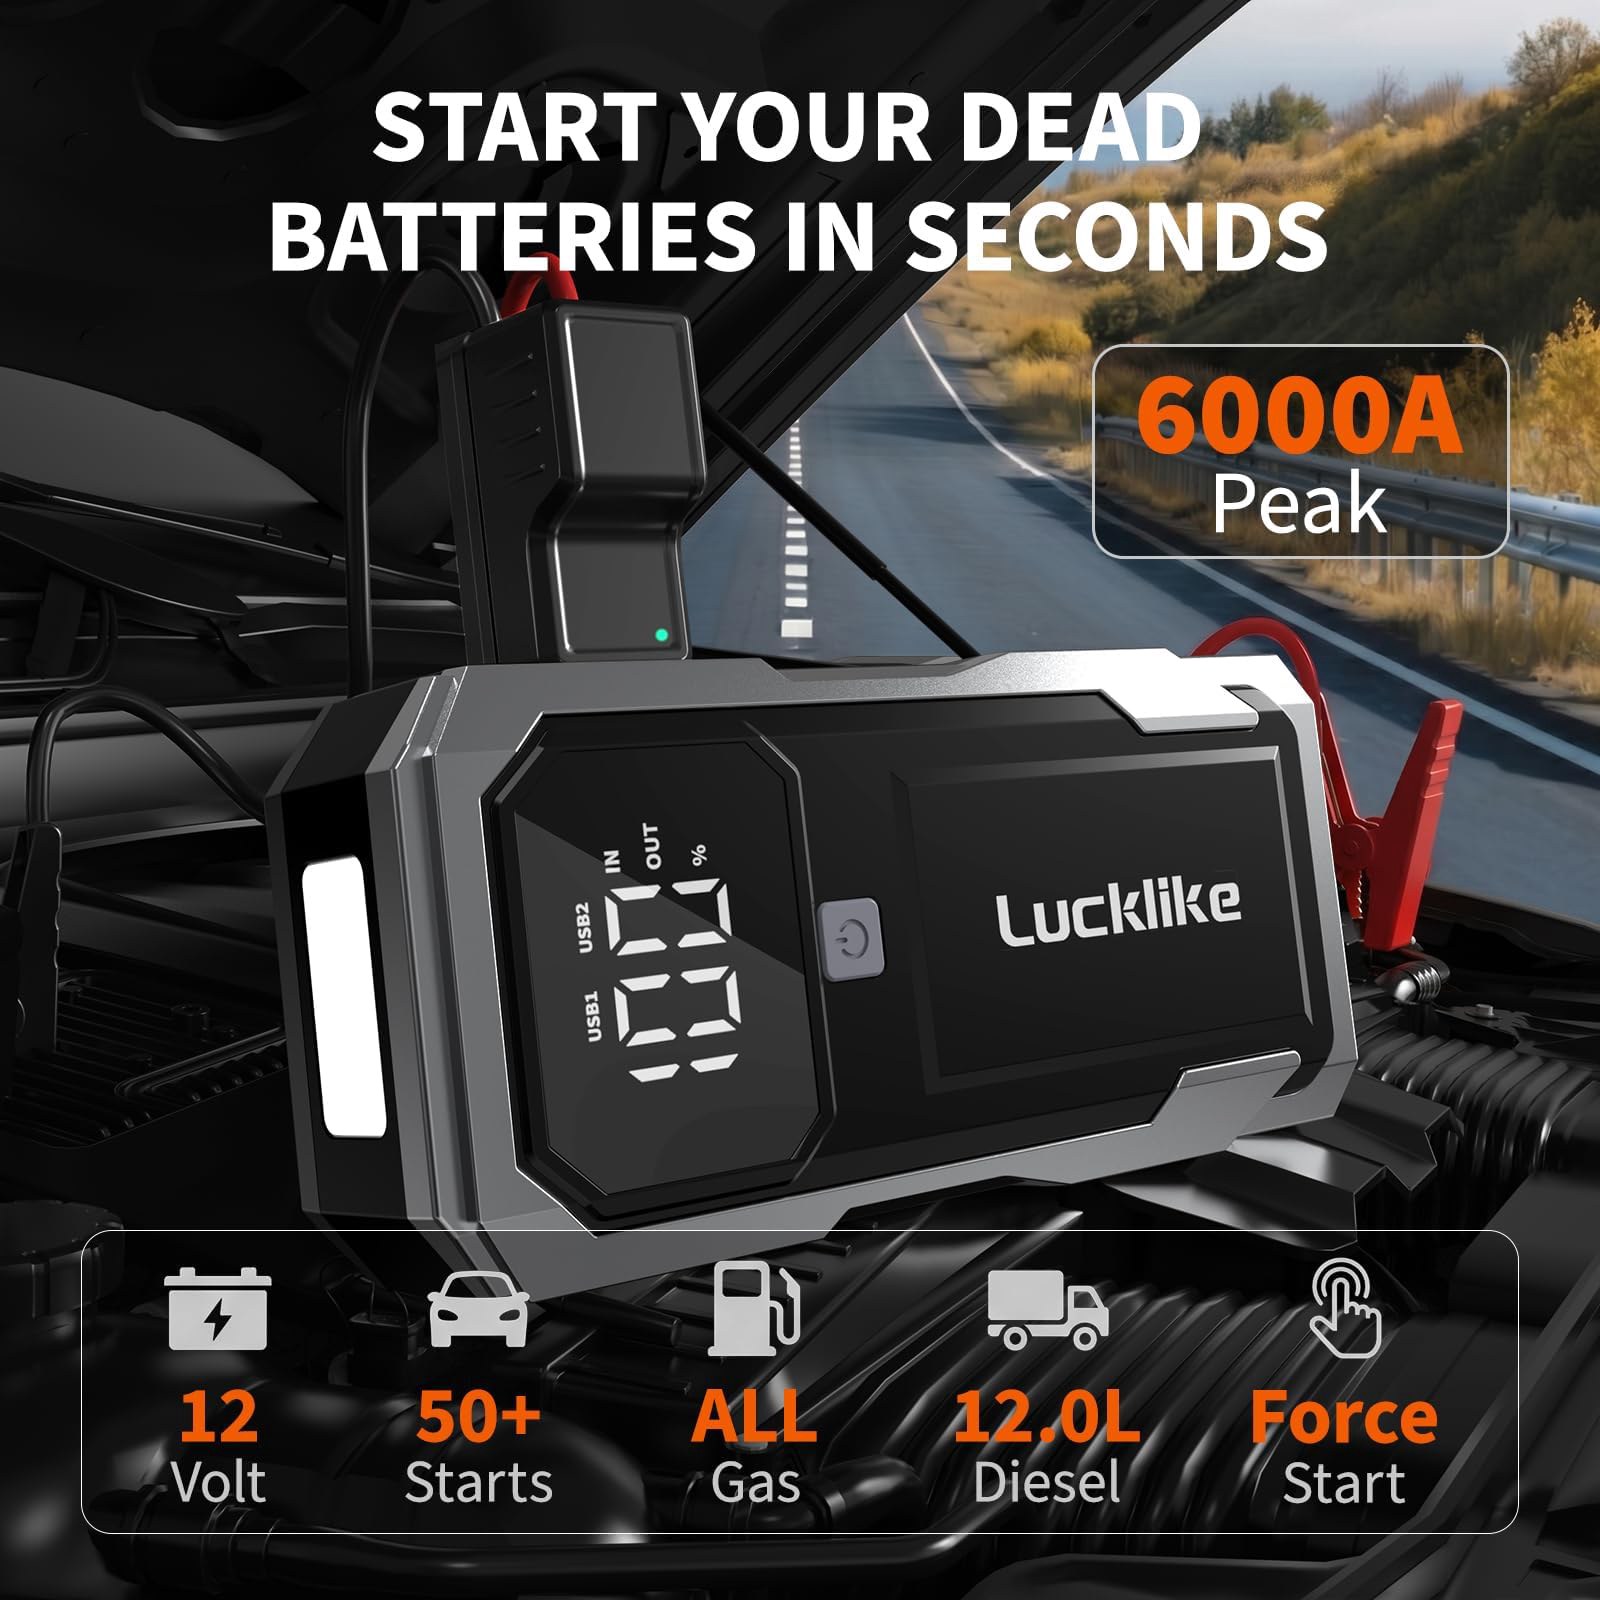 START YOUR DEAD
BATTERIES IN SECONDS
6000A
Peak
USB1 USB2 IN OUT
100 %
Lucklike
12
Volt
50+
Starts
ALL
Gas
12.0L
Diesel
Force
Start